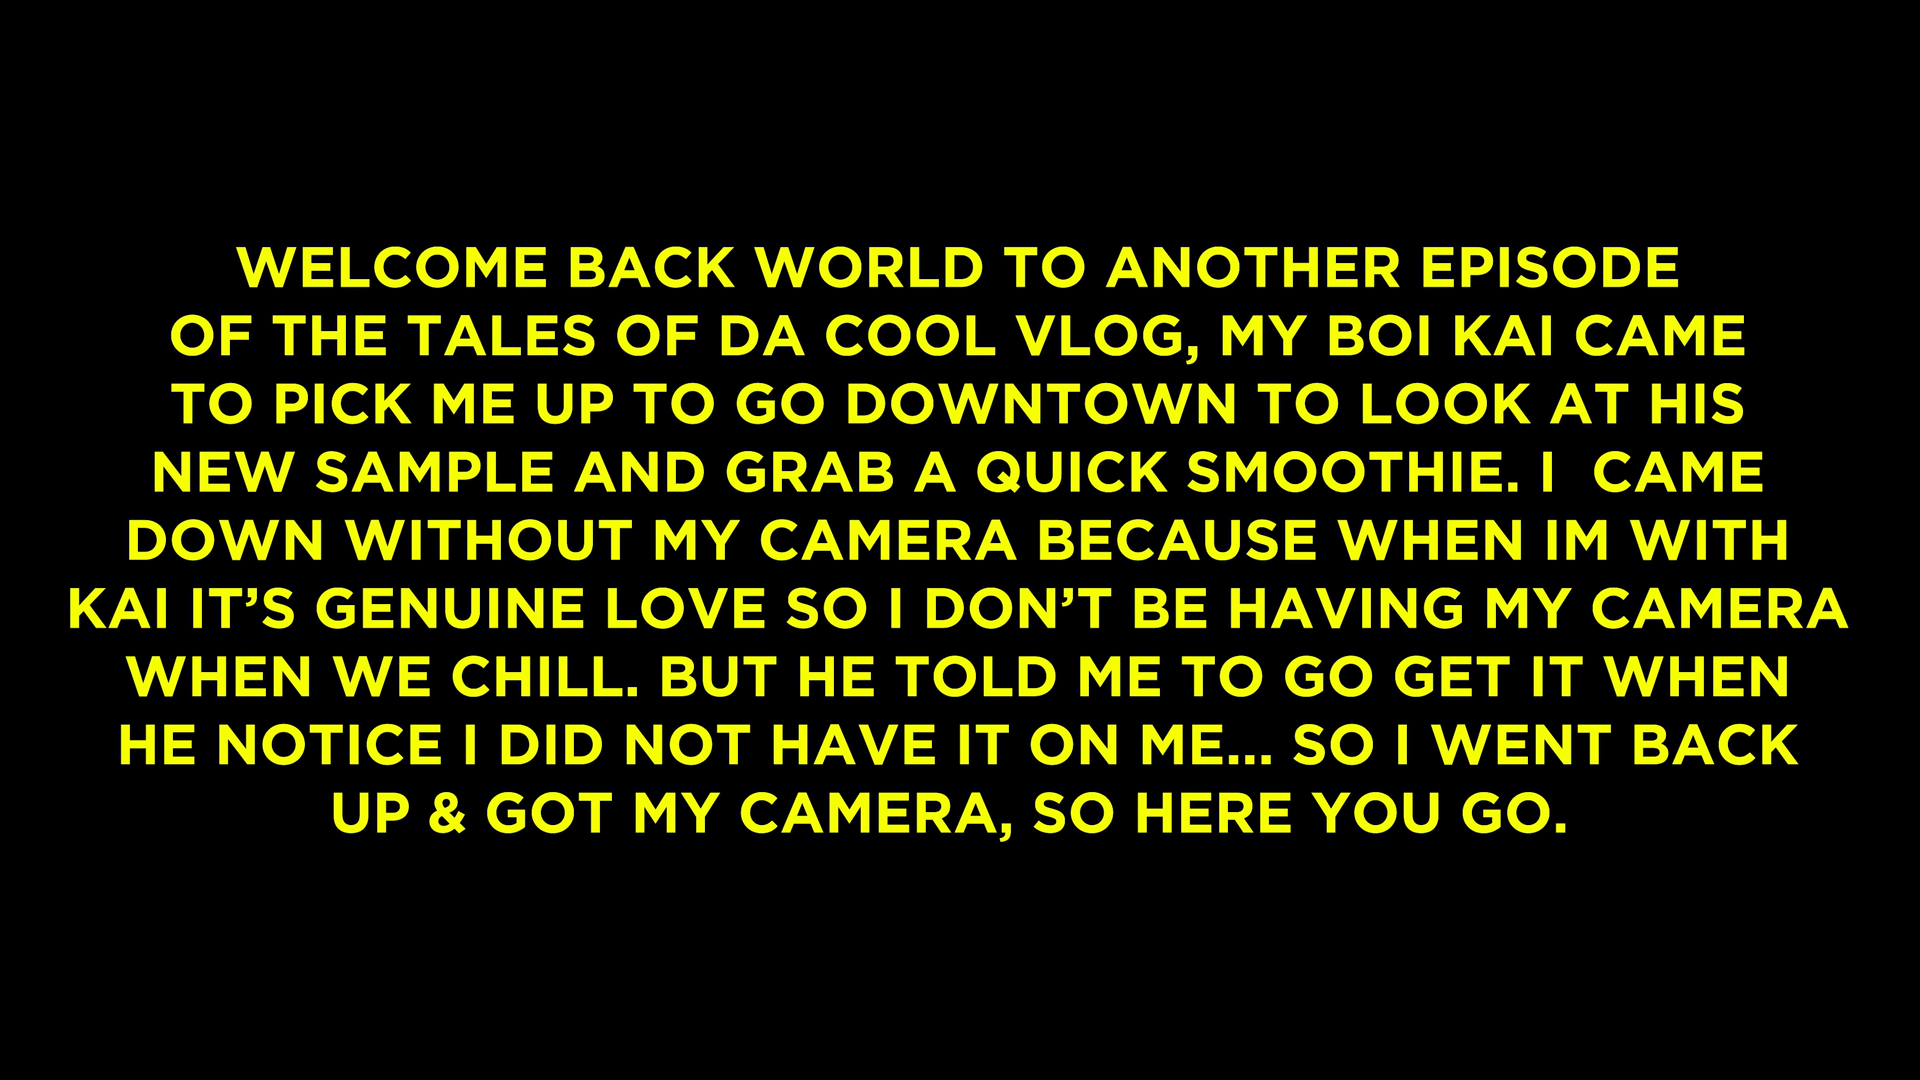 WELCOME BACK WORLD TO ANOTHER EPISODE
OF THE TALES OF DA COOL VLOG, MY BOI KAI CAME
TO PICK ME UP TO GO DOWNTOWN TO LOOK AT HIS
NEW SAMPLE AND GRAB A QUICK SMOOTHIE. I  CAME
DOWN WITHOUT MY CAMERA BECAUSE WHEN IM WITH
KAI IT’S GENUINE LOVE SO I DON’T BE HAVING MY CAMERA
WHEN WE CHILL. BUT HE TOLD ME TO GO GET IT WHEN
HE NOTICE I DID NOT HAVE IT ON ME... SO I WENT BACK
UP & GOT MY CAMERA, SO HERE YOU GO.